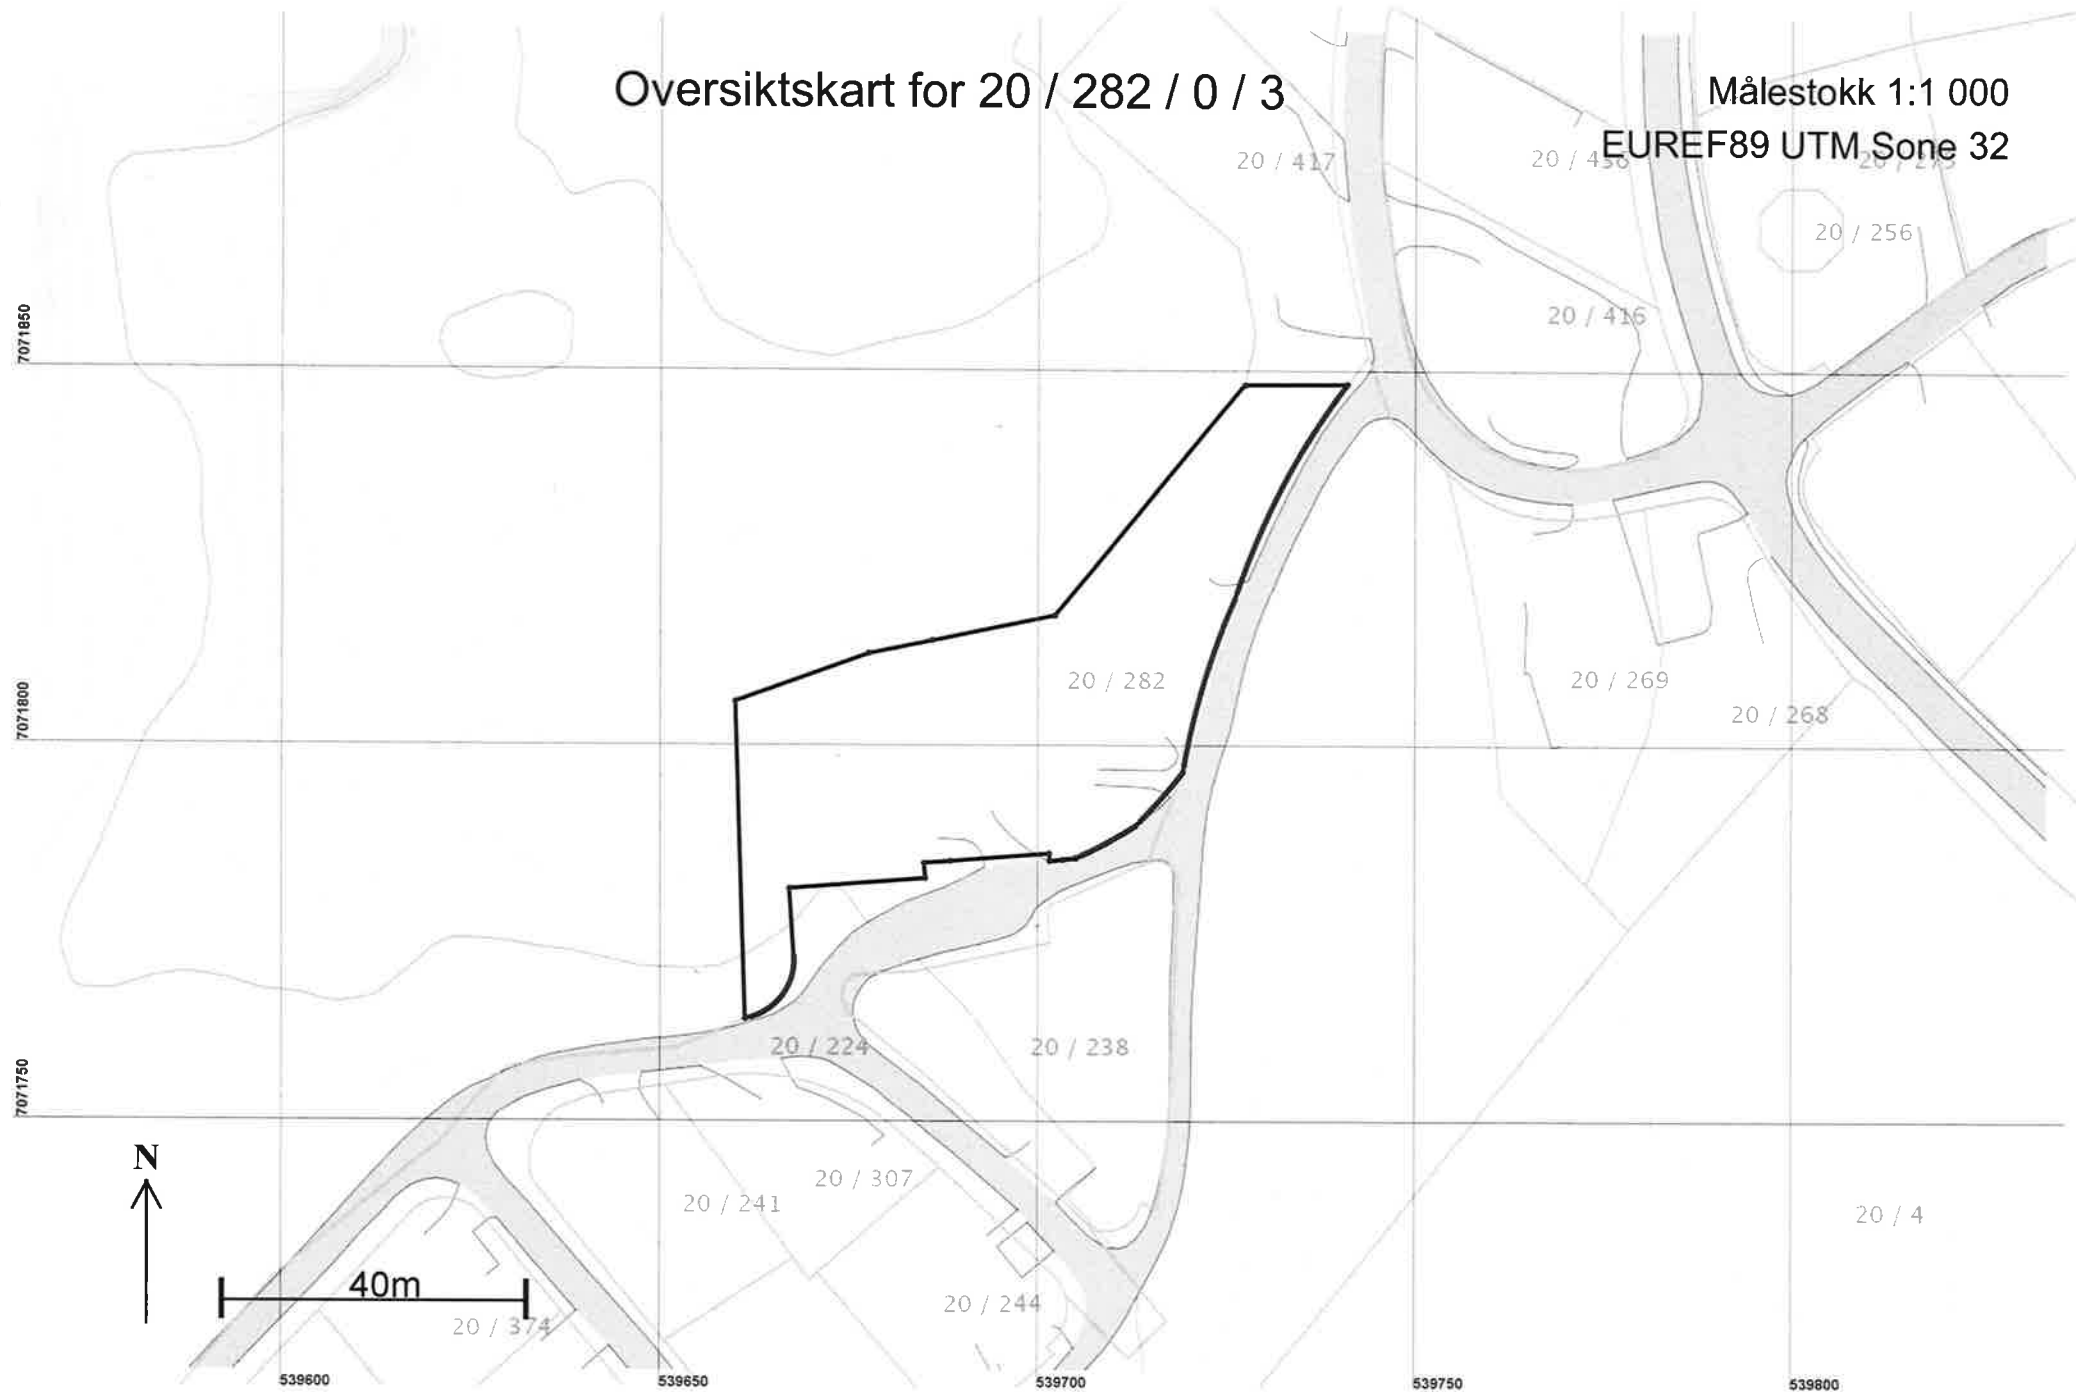 Oversiktskart for 20 / 282 / 0 / 3
Målestokk 1:1 000
EUREF89 UTM Sone 32
20 / 417
20 / 256
20 / 416
7071850
20 / 282
20 / 269
20 / 268
7071800
20 / 224
20 / 238
7071750
N
20 / 307
20 / 241
20 / 4
40m
20 / 244
20 / 374
539600
539650
539700
539750
539800